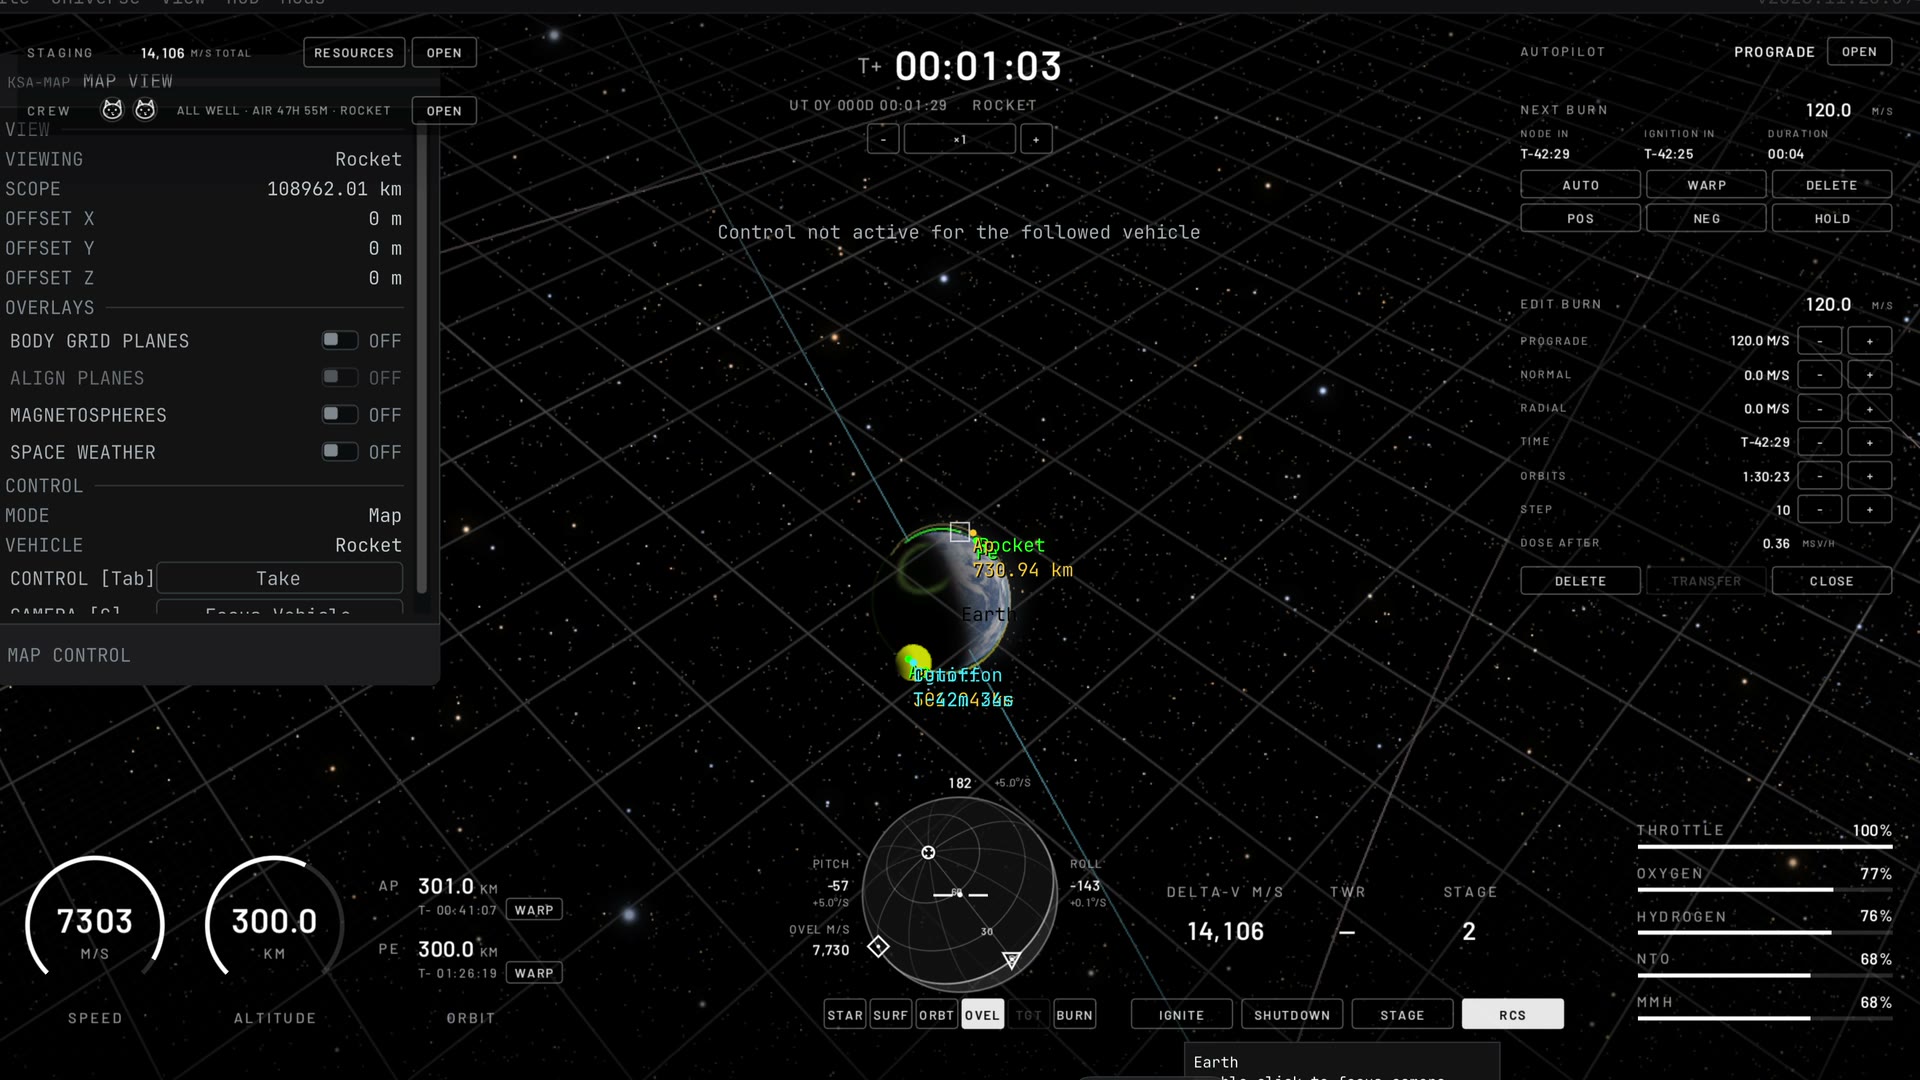 STAGING 14,106 M/S TOTAL RESOURCES OPEN
KSA-MAP MAP VIEW
CREW ALL WELL · AIR 47H 55M · ROCKET OPEN
VIEW
VIEWING Rocket
SCOPE 108962.01 km
OFFSET X 0 m
OFFSET Y 0 m
OFFSET Z 0 m
OVERLAYS
BODY GRID PLANES OFF
ALIGN PLANES OFF
MAGNETOSPHERES OFF
SPACE WEATHER OFF
CONTROL
MODE Map
VEHICLE Rocket
CONTROL [Tab] Take
MAP CONTROL
T+ 00:01:03
UT 0Y 000D 00:01:29 ROCKET
- ×1 +
Control not active for the followed vehicle
AUTOPILOT PROGRADE OPEN
NEXT BURN 120.0 M/S
NODE IN IGNITION IN DURATION
T-42:29 T-42:25 00:04
AUTO WARP DELETE
POS NEG HOLD
EDIT BURN 120.0 M/S
PROGRADE 120.0 M/S - +
NORMAL 0.0 M/S - +
RADIAL 0.0 M/S - +
TIME T-42:29 - +
ORBITS 1:30:23 - +
STEP 10 - +
DOSE AFTER 0.36 MSV/H
DELETE TRANSFER CLOSE
Rocket
730.94 km
Earth
7303 M/S
SPEED
300.0 KM
ALTITUDE
AP 301.0 KM
T- 00:41:07 WARP
PE 300.0 KM
T- 01:26:19 WARP
ORBIT
182 +5.0°/S
PITCH
-57
+5.0°/S
OVEL M/S
7,730
60
30
ROLL
-143
+0.1°/S
STAR SURF ORBT OVEL TGT BURN
DELTA-V M/S TWR STAGE
14,106 — 2
IGNITE SHUTDOWN STAGE RCS
THROTTLE 100%
OXYGEN 77%
HYDROGEN 76%
NTO 68%
MMH 68%
Earth